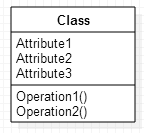 Class
Attribute1
Attribute2
Attribute3
Operation1()
Operation2()